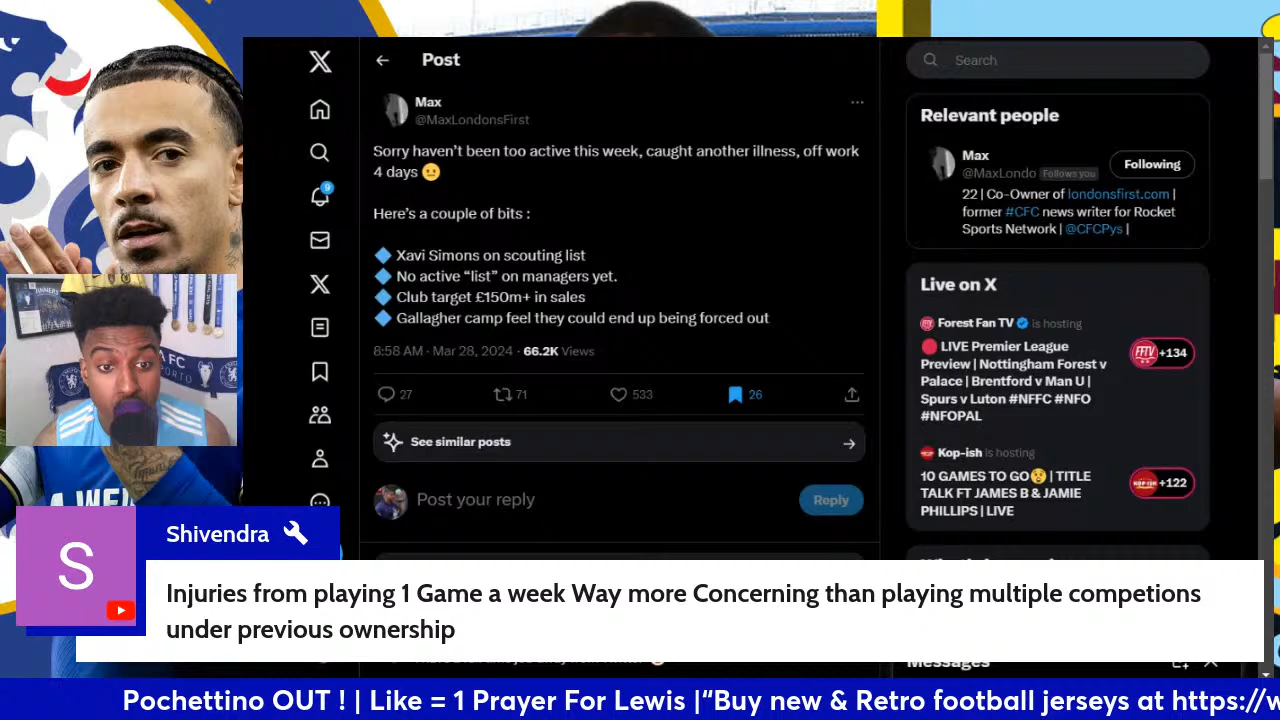 Post
Max
@MaxLondonsFirst
Sorry haven't been too active this week, caught another illness, off work
4 days 😐
Here's a couple of bits :
🔷 Xavi Simons on scouting list
🔷 No active “list” on managers yet.
🔷 Club target £150m+ in sales
🔷 Gallagher camp feel they could end up being forced out
8:58 AM · Mar 28, 2024 · 66.2K Views
27 71 533 26
See similar posts
Post your reply
Reply
Search
Relevant people
Max
@MaxLondo Follows you
Following
22 | Co-Owner of londonsfirst.com |
former #CFC news writer for Rocket
Sports Network | @CFCPys |
Live on X
Forest Fan TV is hosting
🔴 LIVE Premier League
Preview | Nottingham Forest v
Palace | Brentford v Man U |
Spurs v Luton #NFFC #NFO
#NFOPAL
FFTV +134
Kop-ish is hosting
10 GAMES TO GO😲 | TITLE
TALK FT JAMES B & JAMIE
PHILLIPS | LIVE
KOP-ISH +122
Messages
9
A FC
PORTO
S
Shivendra
Injuries from playing 1 Game a week Way more Concerning than playing multiple competions
under previous ownership
Pochettino OUT ! | Like = 1 Prayer For Lewis |“Buy new & Retro football jerseys at https://w